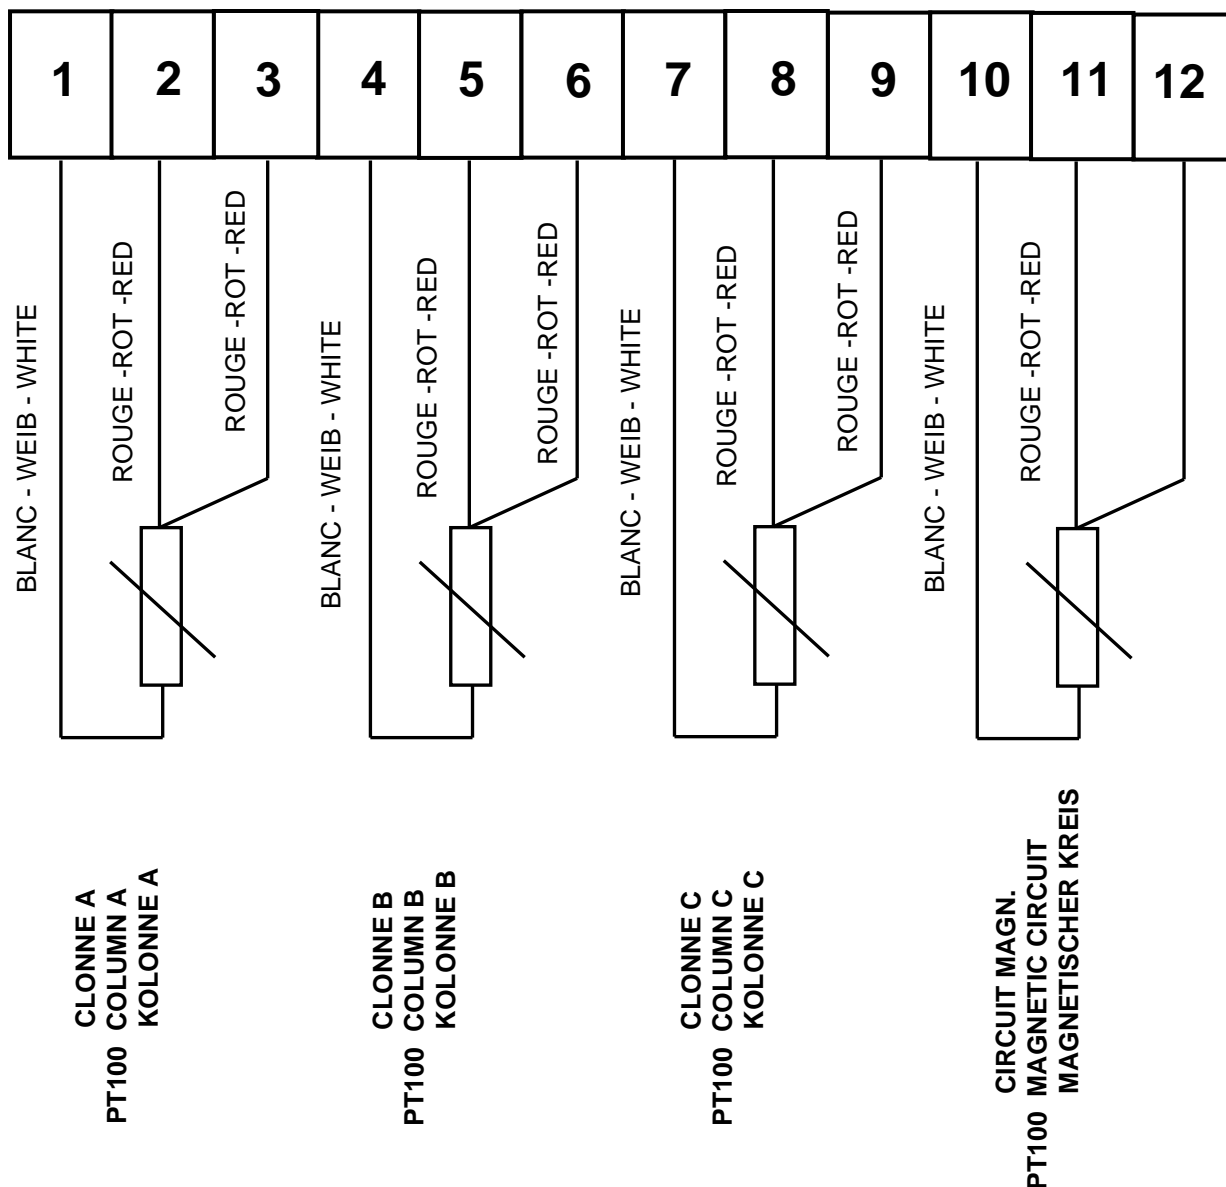 1 2 3 4 5 6 7 8 9 10 11 12
BLANC - WEIB - WHITE
ROUGE -ROT -RED
ROUGE -ROT -RED
BLANC - WEIB - WHITE
ROUGE -ROT -RED
ROUGE -ROT -RED
BLANC - WEIB - WHITE
ROUGE -ROT -RED
ROUGE -ROT -RED
BLANC - WEIB - WHITE
ROUGE -ROT -RED
CLONNE A
PT100 COLUMN A
KOLONNE A
CLONNE B
PT100 COLUMN B
KOLONNE B
CLONNE C
PT100 COLUMN C
KOLONNE C
CIRCUIT MAGN.
PT100 MAGNETIC CIRCUIT
MAGNETISCHER KREIS